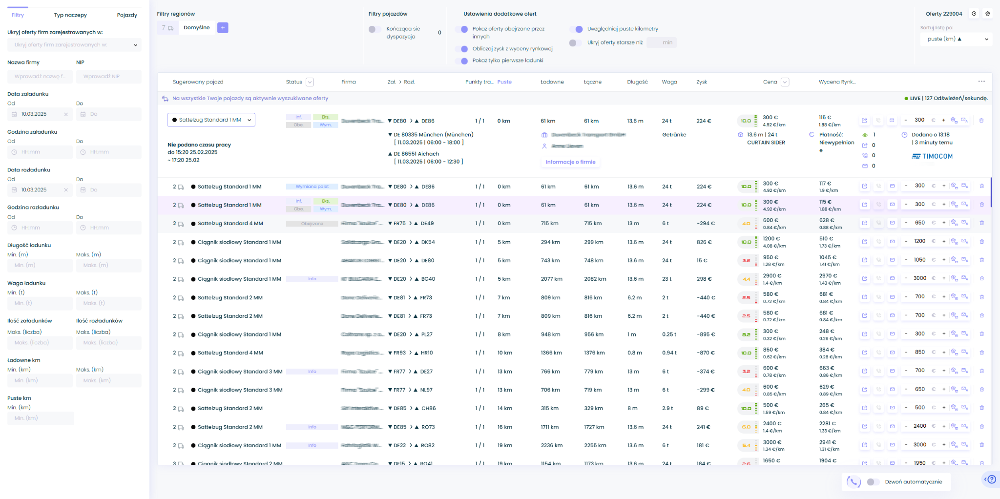 Filtry Typ naczepy Pojazdy
Ukryj oferty firm zarejestrowanych w:
Ukryj oferty firm zarejestrowanych w:
Nazwa firmy NIP
Wprowadź nazwę f... Wprowadź NIP
Data załadunku
Od Do
10.03.2025 Do
Godzina załadunku
Od Do
HH:mm HH:mm
Data rozładunku
Od Do
10.03.2025 Do
Godzina rozładunku
Od Do
HH:mm HH:mm
Długość ładunku
Min. (m) Maks. (m)
Min. (m) Maks. (m)
Waga ładunku
Min. (t) Maks. (t)
Min. (t) Maks. (t)
Ilość załadunków Ilość rozładunków
Maks. (liczba) Maks. (liczba)
Maks. (liczba) Maks. (liczba)
Ładowne km
Min. (km) Maks. (km)
Min. (km) Maks. (km)
Puste km
Min. (km)
Min. (km)
Filtry regionów
7 Domyślne +
Filtry pojazdów
Kończąca sie dyspozycja 0
Ustawienia dodatkowe ofert
Pokaż oferty obejrzane przez innych
Obliczaj zysk z wyceny rynkowej
Pokaż tylko pierwsze ładunki
Uwzględniaj puste kilometry
Ukryj oferty starsze niż min
Oferty 229004
Sortuj listę po:
puste (km) ▲
Sugerowany pojazd Status Firma Zał. > Rozł. Punkty tra... Puste Ładowne Łączne Długość Waga Zysk Cena Wycena Rynk... ...
Na wszystkie Twoje pojazdy są aktywnie wyszukiwane oferty LIVE | 127 Odświeżeń/sekundę.
Sattelzug Standard 1 MM Inf. Eks. Obe. Wym. ▼ DE80 > ▲ DE86 1 / 1 0 km 61 km 61 km 13.6 m 24 t 224 € 10.0 300 € 4.92 €/km 115 € 1.88 €/km - 300 € +
Nie podano czasu pracy
do 15:20 25.02.2025
~ 17:20 25.02
▼ DE 80335 München (München)
[ 11.03.2025 | 06:00 - 18:00 ]
▲ DE 86551 Aichach
[ 11.03.2025 | 06:00 - 12:30 ]
Duvenbeck Transport GmbH
Informacje o firmie
Getränke
13.6 m | 24 t
CURTAIN SIDER
Płatność:
Niewypełnion
e
1
0
0
0
Dodano o 13:18
| 3 minuty temu
TIMOCOM
2 Sattelzug Standard 1 MM Wymiana palet ▼ DE80 > ▲ DE86 1 / 1 0 km 61 km 61 km 13.6 m 24 t 224 € 10.0 300 € 4.92 €/km 117 € 1.9 €/km - 300 € +
2 Sattelzug Standard 1 MM Inf. Eks. Obe. Wym. ▼ DE80 > ▲ DE86 1 / 1 0 km 61 km 61 km 13.6 m 24 t 224 € 10.0 300 € 4.92 €/km 115 € 1.88 €/km - 300 € +
2 Sattelzug Standard 4 MM Obejrzane ▼ FR75 > ▲ DE49 1 / 1 0 km 715 km 715 km 13 m 6 t -294 € 4.0 600 € 0.84 €/km 628 € 0.88 €/km - 650 € +
2 Ciągnik siodłowy Standard 1 MM ▼ DE20 > ▲ DK54 1 / 1 5 km 294 km 299 km 13.6 m 24 t 826 € 10.0 1200 € 4.08 €/km 510 € 1.73 €/km - 1200 € +
2 Ciągnik siodłowy Standard 1 MM ▼ DE20 > ▲ DE80 1 / 1 5 km 743 km 748 km 13.6 m 24 t 15 € 3.2 950 € 1.28 €/km 1045 € 1.41 €/km - 1050 € +
2 Ciągnik siodłowy Standard 1 MM Info ▼ DE20 > ▲ BG40 1 / 1 5 km 2077 km 2082 km 13.6 m 23 t 298 € 4.4 2900 € 1.4 €/km 2970 € 1.43 €/km - 3000 € +
2 Sattelzug Standard 2 MM ▼ DE81 > ▲ FR73 1 / 1 7 km 809 km 816 km 6.2 m 2 t -440 € 2.5 580 € 0.72 €/km 681 € 0.84 €/km - 700 € +
2 Sattelzug Standard 2 MM ▼ DE81 > ▲ FR73 1 / 1 7 km 809 km 816 km 6.2 m 2 t -440 € 2.5 580 € 0.72 €/km 681 € 0.84 €/km - 700 € +
2 Ciągnik siodłowy Standard 1 MM ▼ DE20 > ▲ PL27 1 / 1 8 km 948 km 956 km 1 m 0.25 t -895 € 8.2 300 € 0.32 €/km 248 € 0.26 €/km - 300 € +
2 Sattelzug Standard 4 MM ▼ FR93 > ▲ HR10 1 / 1 10 km 1366 km 1376 km 0.8 m 0.94 t -870 € 10.0 850 € 0.62 €/km 384 € 0.28 €/km - 850 € +
2 Ciągnik siodłowy Standard 3 MM Info ▼ FR77 > ▲ DE27 1 / 1 13 km 766 km 779 km 13 m 6 t -374 € 3.2 600 € 0.78 €/km 663 € 0.86 €/km - 700 € +
2 Ciągnik siodłowy Standard 3 MM ▼ FR77 > ▲ NL97 1 / 1 13 km 706 km 719 km 13 m 6 t -299 € 4.0 600 € 0.85 €/km 629 € 0.89 €/km - 650 € +
2 Sattelzug Standard 2 MM ▼ DE85 > ▲ CH86 1 / 1 14 km 315 km 329 km 8 m 2.9 t 89 € 10.0 500 € 1.59 €/km 265 € 0.84 €/km - 500 € +
2 Sattelzug Standard 2 MM Info ▼ DE85 > ▲ RO73 1 / 1 16 km 1711 km 1727 km 13.6 m 24 t 241 € 6.0 2400 € 1.4 €/km 2281 € 1.33 €/km - 2400 € +
2 Ciągnik siodłowy Standard 1 MM Info ▼ DE22 > ▲ RO82 1 / 1 19 km 2236 km 2255 km 13.6 m 6 t 181 € 5.4 3000 € 1.34 €/km 2941 € 1.31 €/km - 3000 € +
3 Ciągnik siodłowy Standard 2 MM ▼ DE15 > ▲ RO41 1 / 1 19 km 1154 km 1173 km 13.6 m 24 t 184 € 2.6 1650 € 1904 € - 1950 € +
Dzwoń automatycznie